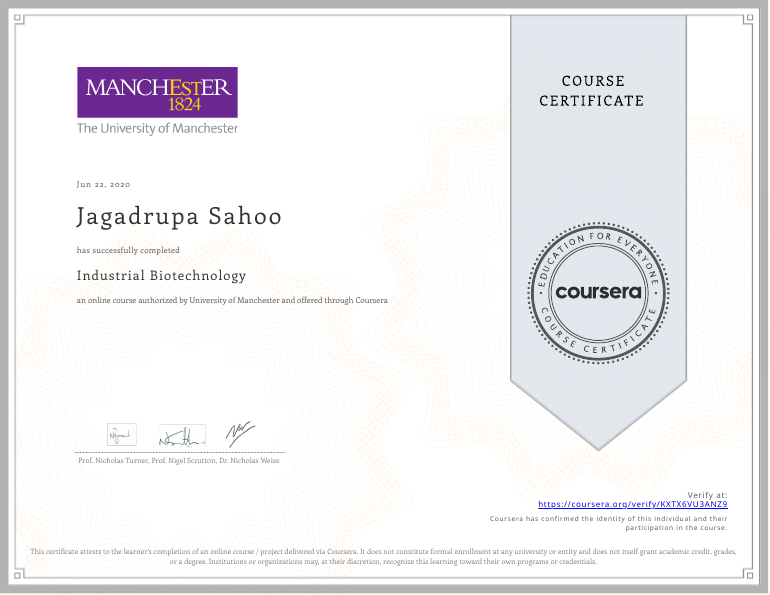 COURSE
CERTIFICATE
MANCHESTER
1824
The University of Manchester
Jun 22, 2020
Jagadrupa Sahoo
has successfully completed
Industrial Biotechnology
an online course authorized by University of Manchester and offered through Coursera
EDUCATION FOR EVERYONE
coursera
COURSE CERTIFICATE
Prof. Nicholas Turner, Prof. Nigel Scrutton, Dr. Nicholas Weise
Verify at:
https://coursera.org/verify/KXTX6VU3ANZ9
Coursera has confirmed the identity of this individual and their
participation in the course.
This certificate attests to the learner's completion of an online course / project delivered via Coursera. It does not constitute formal enrollment at any university or entity and does not itself grant academic credit, grades,
or a degree. Institutions or organizations may, at their discretion, recognize this learning toward their own programs or credentials.